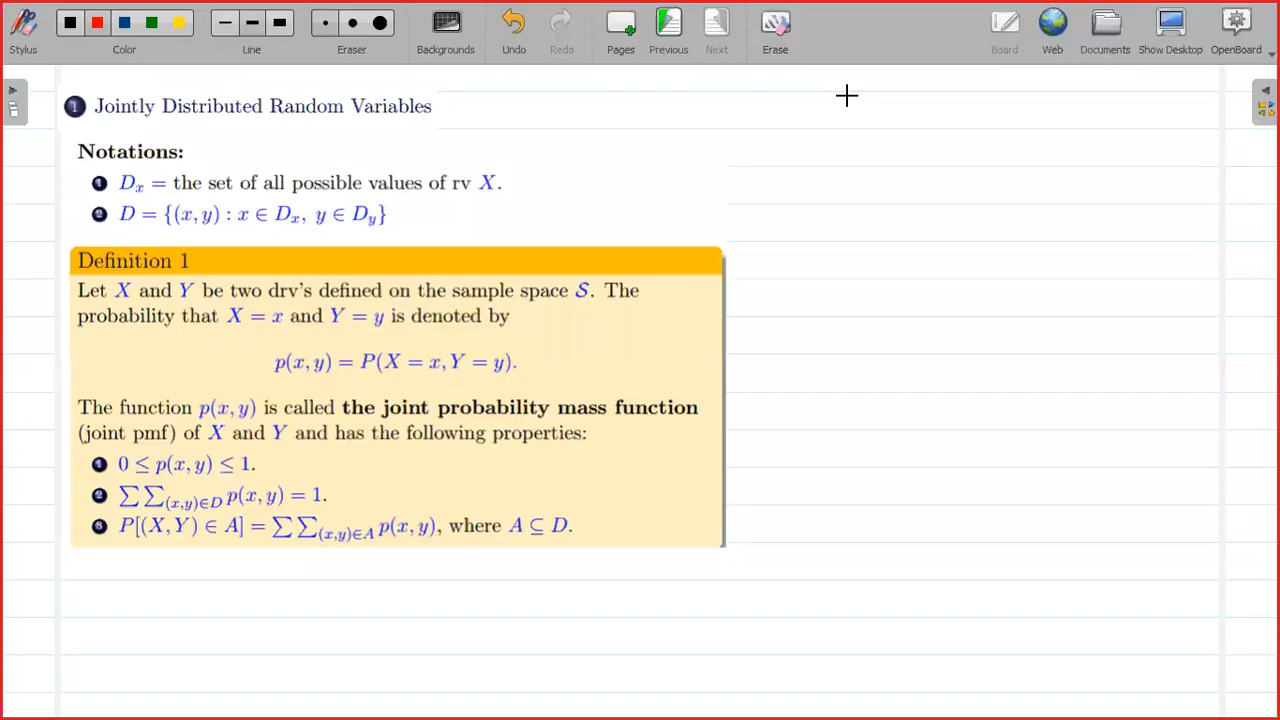 Stylus Color Line Eraser Backgrounds Undo Redo Pages Previous Next Erase Board Web Documents Show Desktop OpenBoard
1 Jointly Distributed Random Variables
Notations:
1 Dₓ = the set of all possible values of rv X.
2 D = {(x, y) : x ∈ Dₓ, y ∈ D_y}
Definition 1
Let X and Y be two drv's defined on the sample space 𝒮. The
probability that X = x and Y = y is denoted by
p(x, y) = P(X = x, Y = y).
The function p(x, y) is called the joint probability mass function
(joint pmf) of X and Y and has the following properties:
1 0 ≤ p(x, y) ≤ 1.
2 ∑∑_{(x,y)∈D} p(x, y) = 1.
3 P[(X, Y) ∈ A] = ∑∑_{(x,y)∈A} p(x, y), where A ⊆ D.